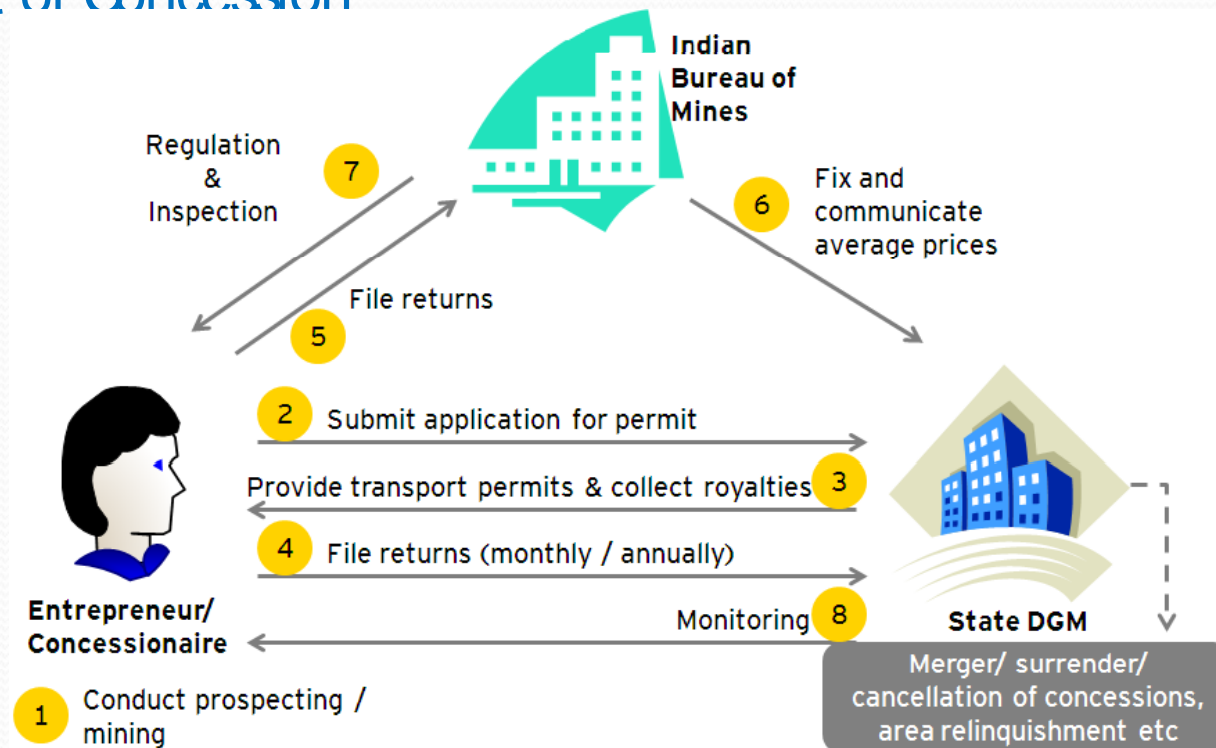 of Concession
Indian
Bureau of
Mines
Regulation
&
Inspection
7
6
Fix and
communicate
average prices
File returns
5
2
Submit application for permit
Provide transport permits & collect royalties
3
4
File returns (monthly / annually)
Monitoring
8
Entrepreneur/
Concessionaire
State DGM
1
Conduct prospecting /
mining
Merger/ surrender/
cancellation of concessions,
area relinquishment etc